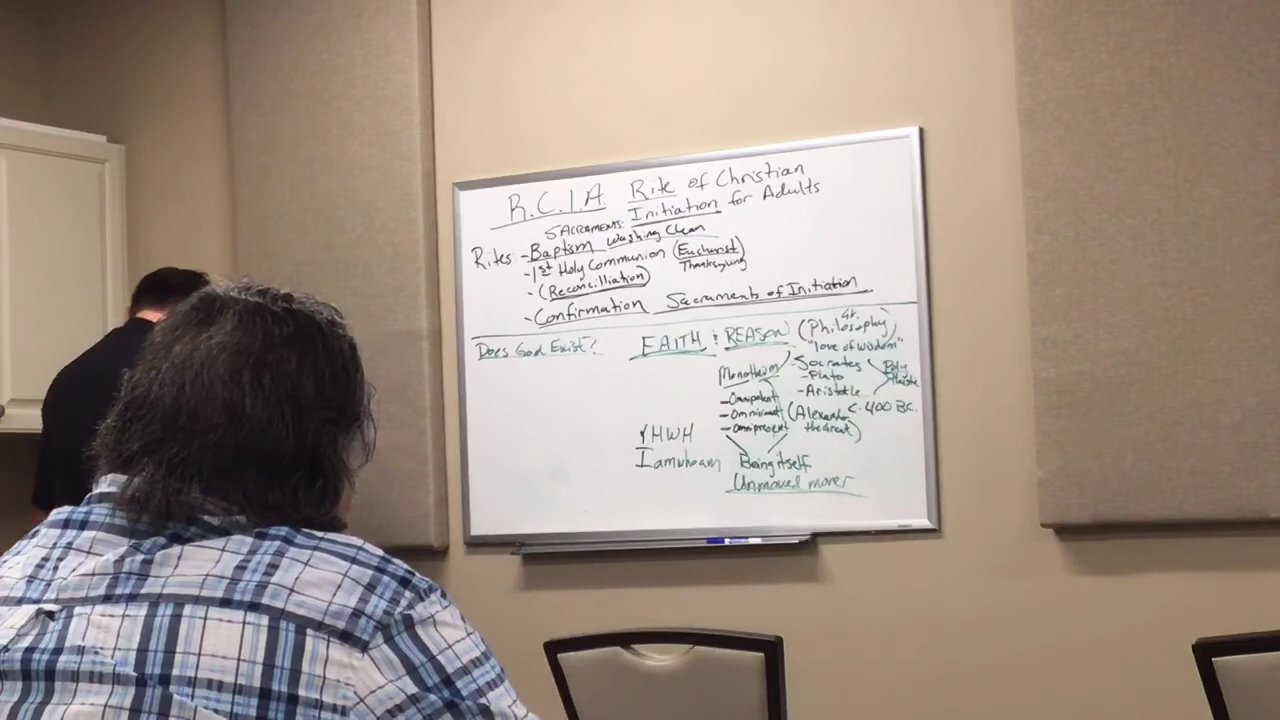 R.C.I.A. Rite of Christian
Initiation for Adults
SACRAMENTS:
Rites - Baptism Washing Clean
- 1st Holy Communion (Eucharist)
Thanksgiving
- (Reconcilliation)
- Confirmation Sacraments of Initiation
Does God Exist?
FAITH & REASON (Philosophy)
Gr.
"love of wisdom"
Monotheism
- Socrates
- Plato
- Aristotle
Poly
theists
- Omnipotent
- Omniscient
- Omnipresent
(Alexander
the Great)
c. 400 BC.
YHWH
I am who am
Being itself
Unmoved mover